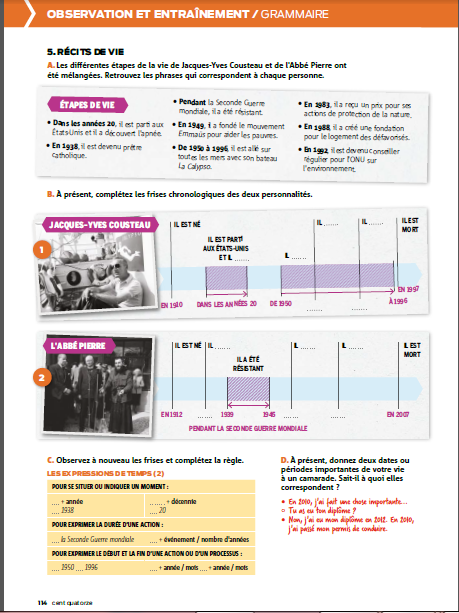 OBSERVATION ET ENTRAÎNEMENT / GRAMMAIRE
5. RÉCITS DE VIE
A. Les différentes étapes de la vie de Jacques-Yves Cousteau et de l'Abbé Pierre ont
été mélangées. Retrouvez les phrases qui correspondent à chaque personne.
ÉTAPES DE VIE
• Dans les années 20, il est parti aux
États-Unis et il a découvert l'apnée.
• En 1938, il est devenu prêtre
catholique.
• Pendant la Seconde Guerre
mondiale, il a été résistant.
• En 1949, il a fondé le mouvement
Emmaüs pour aider les pauvres.
• De 1950 à 1996, il est allé sur
toutes les mers avec son bateau
La Calypso.
• En 1983, il a reçu un prix pour ses
actions de protection de la nature.
• En 1988, il a créé une fondation
pour le logement des défavorisés.
• En 1992, il est devenu conseiller
régulier pour l'ONU sur
l'environnement.
B. À présent, complétez les frises chronologiques des deux personnalités.
JACQUES-YVES COUSTEAU
1
IL EST NÉ
IL EST PARTI
AUX ÉTATS-UNIS
ET IL .......
IL .......
IL .......
IL .......
IL EST
MORT
EN 1910
DANS LES ANNÉES 20
DE 1950
.......
.......
À 1996
EN 1997
L'ABBÉ PIERRE
2
IL EST NÉ
IL .......
IL A ÉTÉ
RÉSISTANT
IL .......
IL .......
IL EST
MORT
EN 1912
.......
1939
1945
.......
.......
EN 2007
PENDANT LA SECONDE GUERRE MONDIALE
C. Observez à nouveau les frises et complétez la règle.
LES EXPRESSIONS DE TEMPS (2)
POUR SE SITUER OU INDIQUER UN MOMENT :
.... + année
.... 1938
....... + décennie
.... 20
POUR EXPRIMER LA DURÉE D'UNE ACTION :
.... la Seconde Guerre mondiale
.... + événement / nombre d'années
POUR EXPRIMER LE DÉBUT ET LA FIN D'UNE ACTION OU D'UN PROCESSUS :
.... 1950 .... 1996
.... + année / mois .... + année / mois
D. À présent, donnez deux dates ou
périodes importantes de votre vie
à un camarade. Sait-il à quoi elles
correspondent ?
• En 2010, j'ai fait une chose importante...
○ Tu as eu ton diplôme ?
• Non, j'ai eu mon diplôme en 2012. En 2010,
j'ai passé mon permis de conduire.
114 cent quatorze